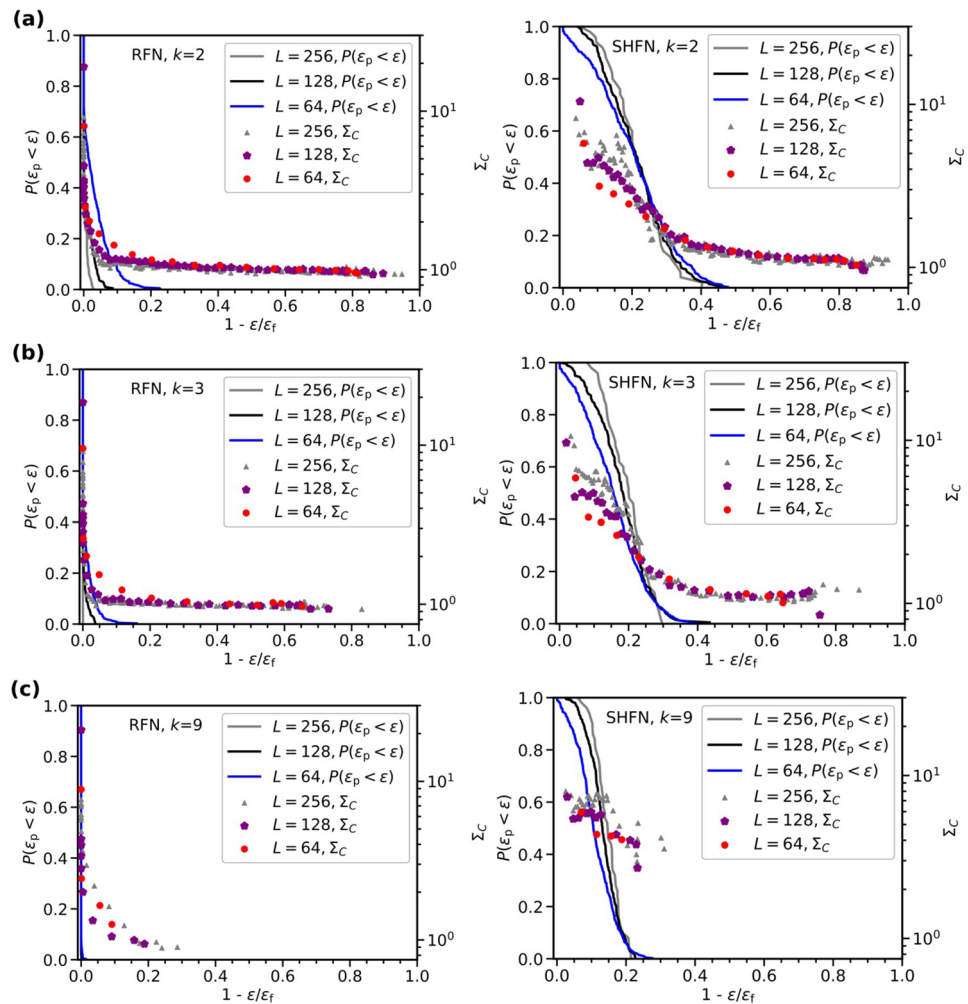 (a)
RFN, k=2
L = 256, P(εp < ε)
L = 128, P(εp < ε)
L = 64, P(εp < ε)
L = 256, ΣC
L = 128, ΣC
L = 64, ΣC
P(εp < ε)
1.0
0.8
0.6
0.4
0.2
0.0
0.0 0.2 0.4 0.6 0.8 1.0
1 - ε/εf
10¹
10⁰
ΣC
SHFN, k=2
L = 256, P(εp < ε)
L = 128, P(εp < ε)
L = 64, P(εp < ε)
L = 256, ΣC
L = 128, ΣC
L = 64, ΣC
P(εp < ε)
1.0
0.8
0.6
0.4
0.2
0.0
0.0 0.2 0.4 0.6 0.8 1.0
1 - ε/εf
10¹
10⁰
ΣC
(b)
RFN, k=3
L = 256, P(εp < ε)
L = 128, P(εp < ε)
L = 64, P(εp < ε)
L = 256, ΣC
L = 128, ΣC
L = 64, ΣC
P(εp < ε)
1.0
0.8
0.6
0.4
0.2
0.0
0.0 0.2 0.4 0.6 0.8 1.0
1 - ε/εf
10¹
10⁰
ΣC
SHFN, k=3
L = 256, P(εp < ε)
L = 128, P(εp < ε)
L = 64, P(εp < ε)
L = 256, ΣC
L = 128, ΣC
L = 64, ΣC
P(εp < ε)
1.0
0.8
0.6
0.4
0.2
0.0
0.0 0.2 0.4 0.6 0.8 1.0
1 - ε/εf
10¹
10⁰
ΣC
(c)
RFN, k=9
L = 256, P(εp < ε)
L = 128, P(εp < ε)
L = 64, P(εp < ε)
L = 256, ΣC
L = 128, ΣC
L = 64, ΣC
P(εp < ε)
1.0
0.8
0.6
0.4
0.2
0.0
0.0 0.2 0.4 0.6 0.8 1.0
1 - ε/εf
10¹
10⁰
ΣC
SHFN, k=9
L = 256, P(εp < ε)
L = 128, P(εp < ε)
L = 64, P(εp < ε)
L = 256, ΣC
L = 128, ΣC
L = 64, ΣC
P(εp < ε)
1.0
0.8
0.6
0.4
0.2
0.0
0.0 0.2 0.4 0.6 0.8 1.0
1 - ε/εf
10¹
10⁰
ΣC